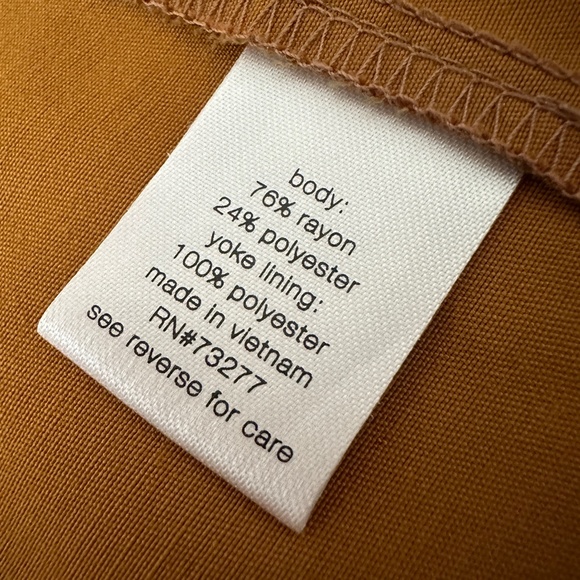 body:
76% rayon
24% polyester
yoke lining:
100% polyester
made in vietnam
RN#73277
see reverse for care